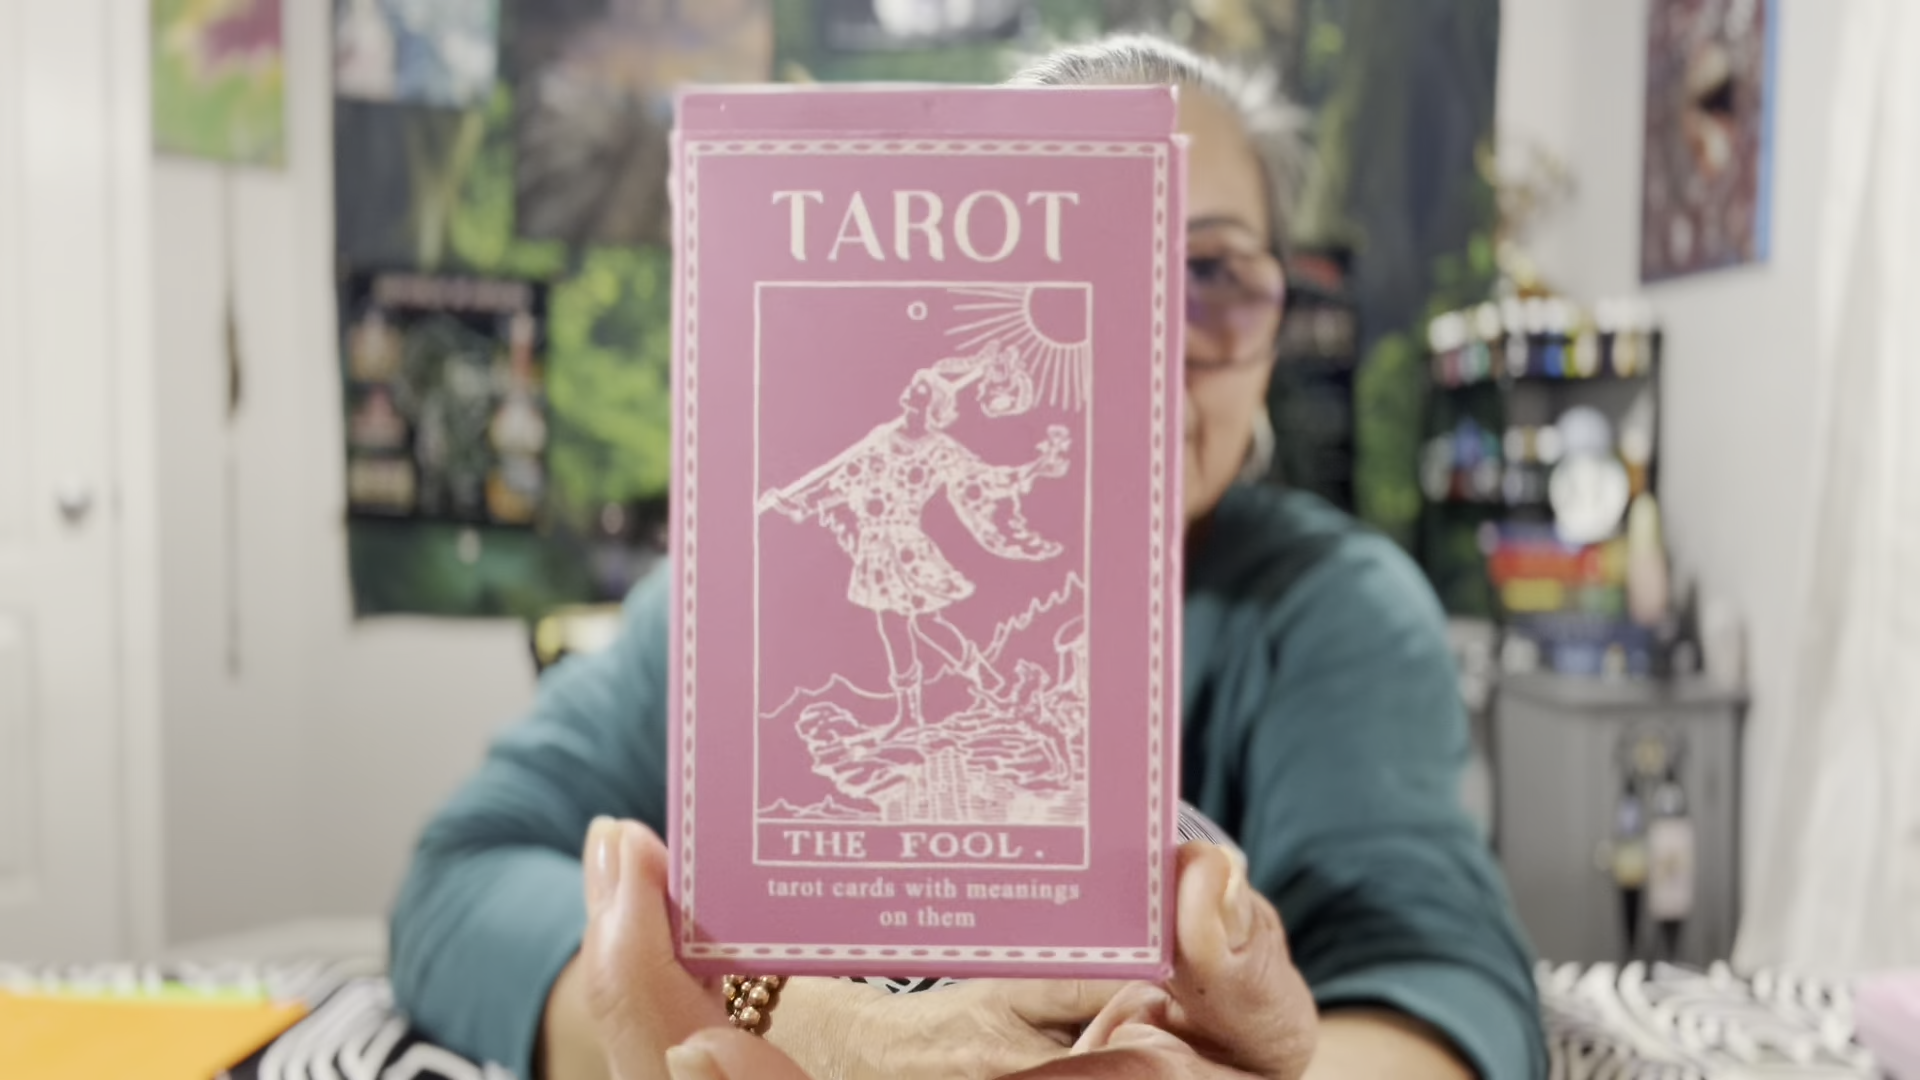 TAROT
0
THE FOOL.
tarot cards with meanings
on them